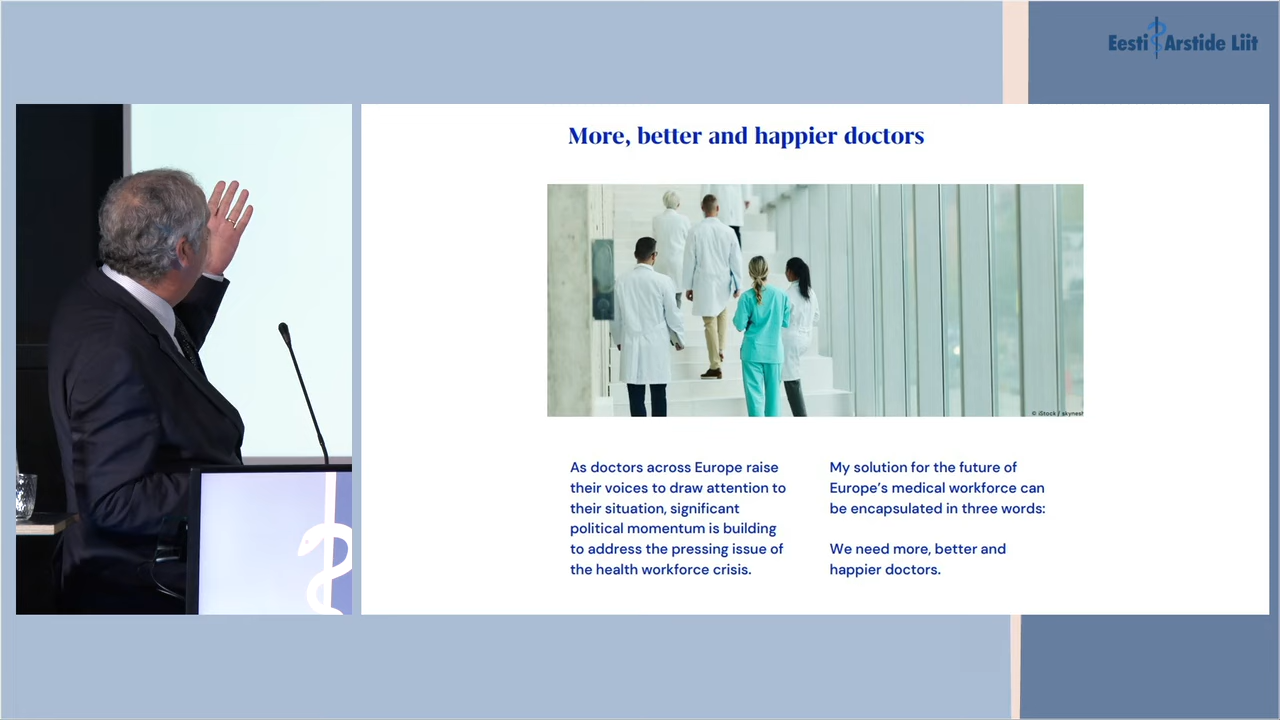 Eesti Arstide Liit
More, better and happier doctors
© iStock / skynest
As doctors across Europe raise
their voices to draw attention to
their situation, significant
political momentum is building
to address the pressing issue of
the health workforce crisis.
My solution for the future of
Europe’s medical workforce can
be encapsulated in three words:
We need more, better and
happier doctors.